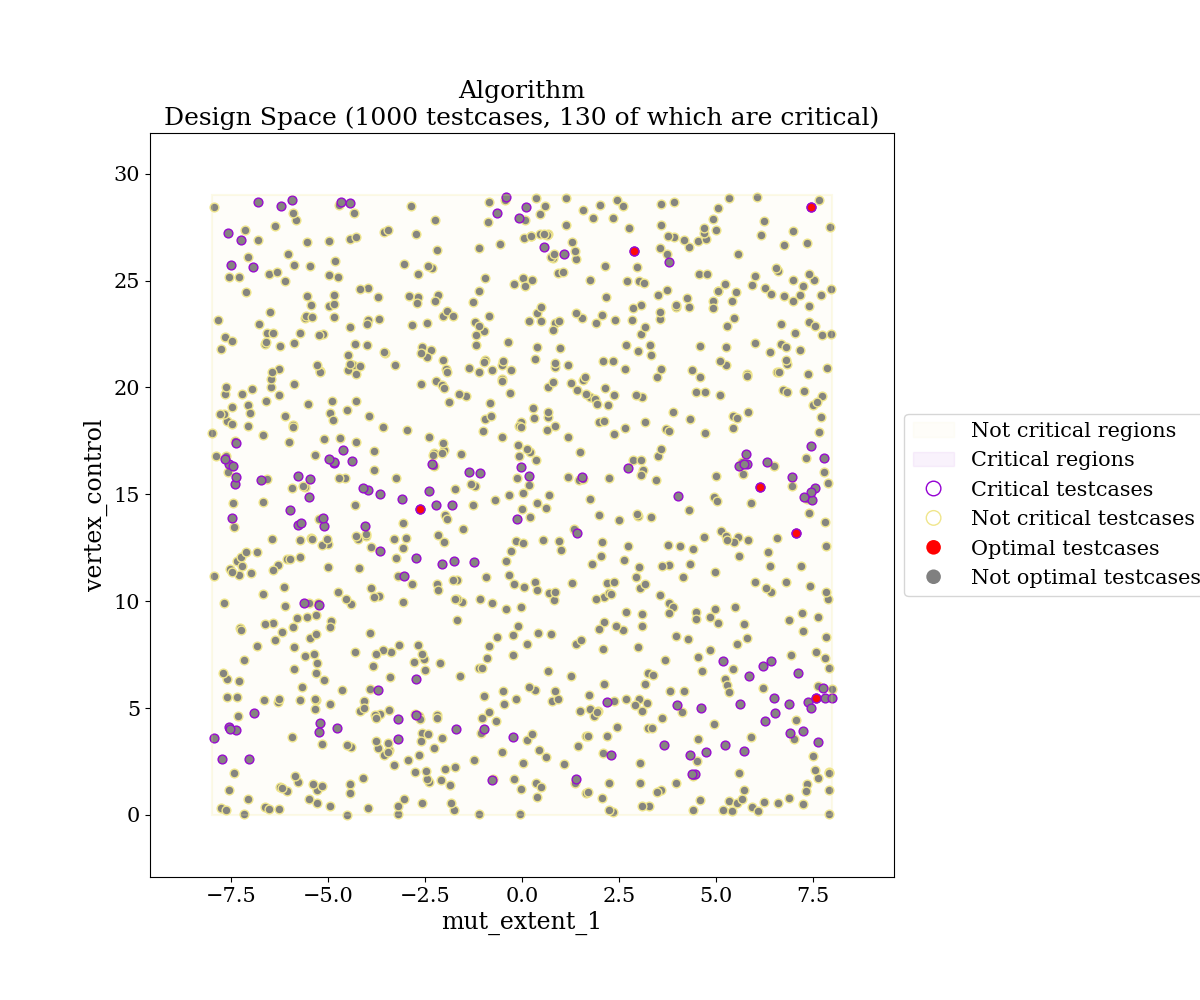 Algorithm
Design Space (1000 testcases, 130 of which are critical)
30
25
20
15
10
5
0
vertex_control
−7.5
−5.0
−2.5
0.0
2.5
5.0
7.5
mut_extent_1
Not critical regions
Critical regions
Critical testcases
Not critical testcases
Optimal testcases
Not optimal testcases